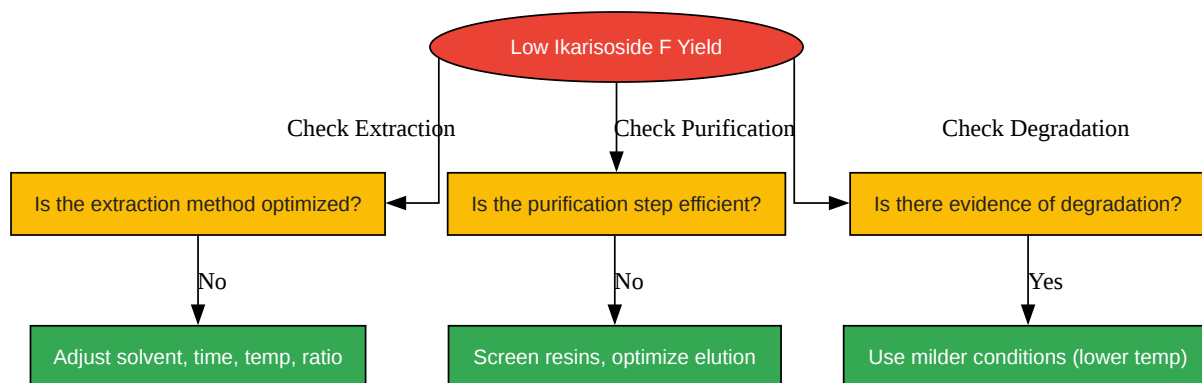 Low Ikarisoside F Yield
Check Extraction
Check Purification
Check Degradation
Is the extraction method optimized?
Is the purification step efficient?
Is there evidence of degradation?
No
No
Yes
Adjust solvent, time, temp, ratio
Screen resins, optimize elution
Use milder conditions (lower temp)